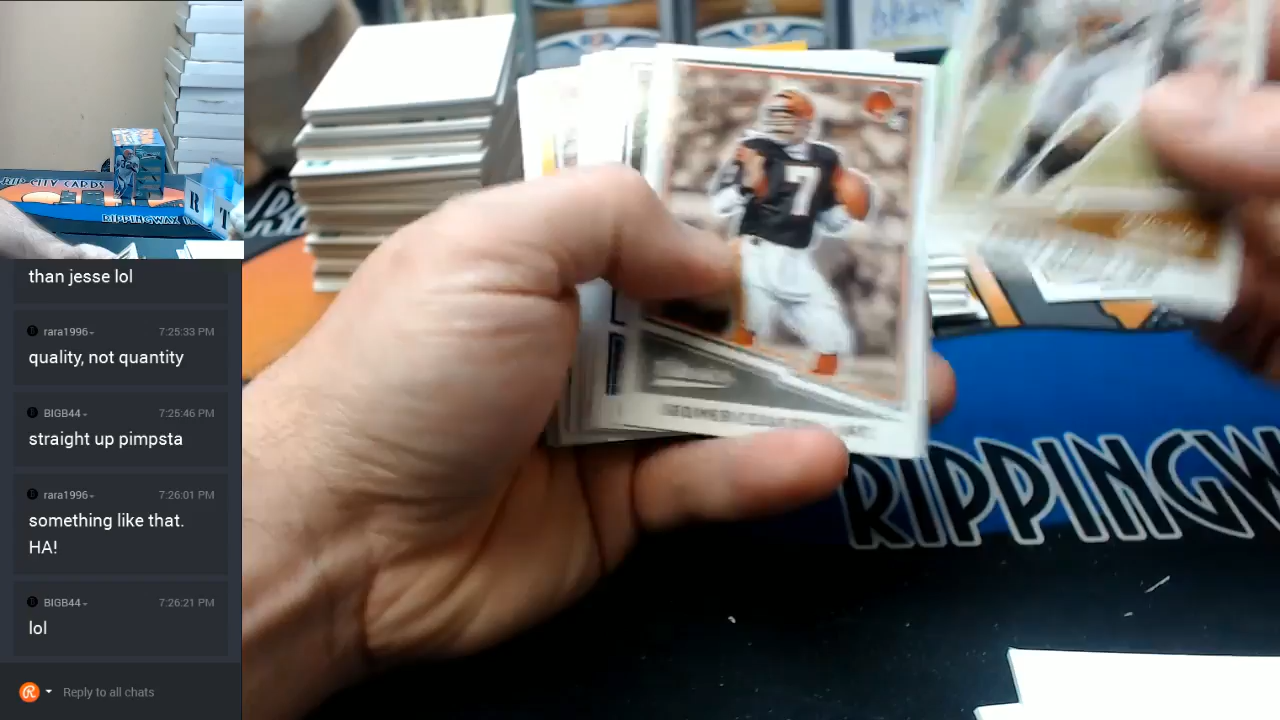 RIP CITY CARDS
R T
RIPPINGWAX
than jesse lol
rara1996 7:25:33 PM
quality, not quantity
BIGB44 7:25:46 PM
straight up pimpsta
rara1996 7:26:01 PM
something like that.
HA!
BIGB44 7:26:21 PM
lol
Reply to all chats
7
RIPPINGW